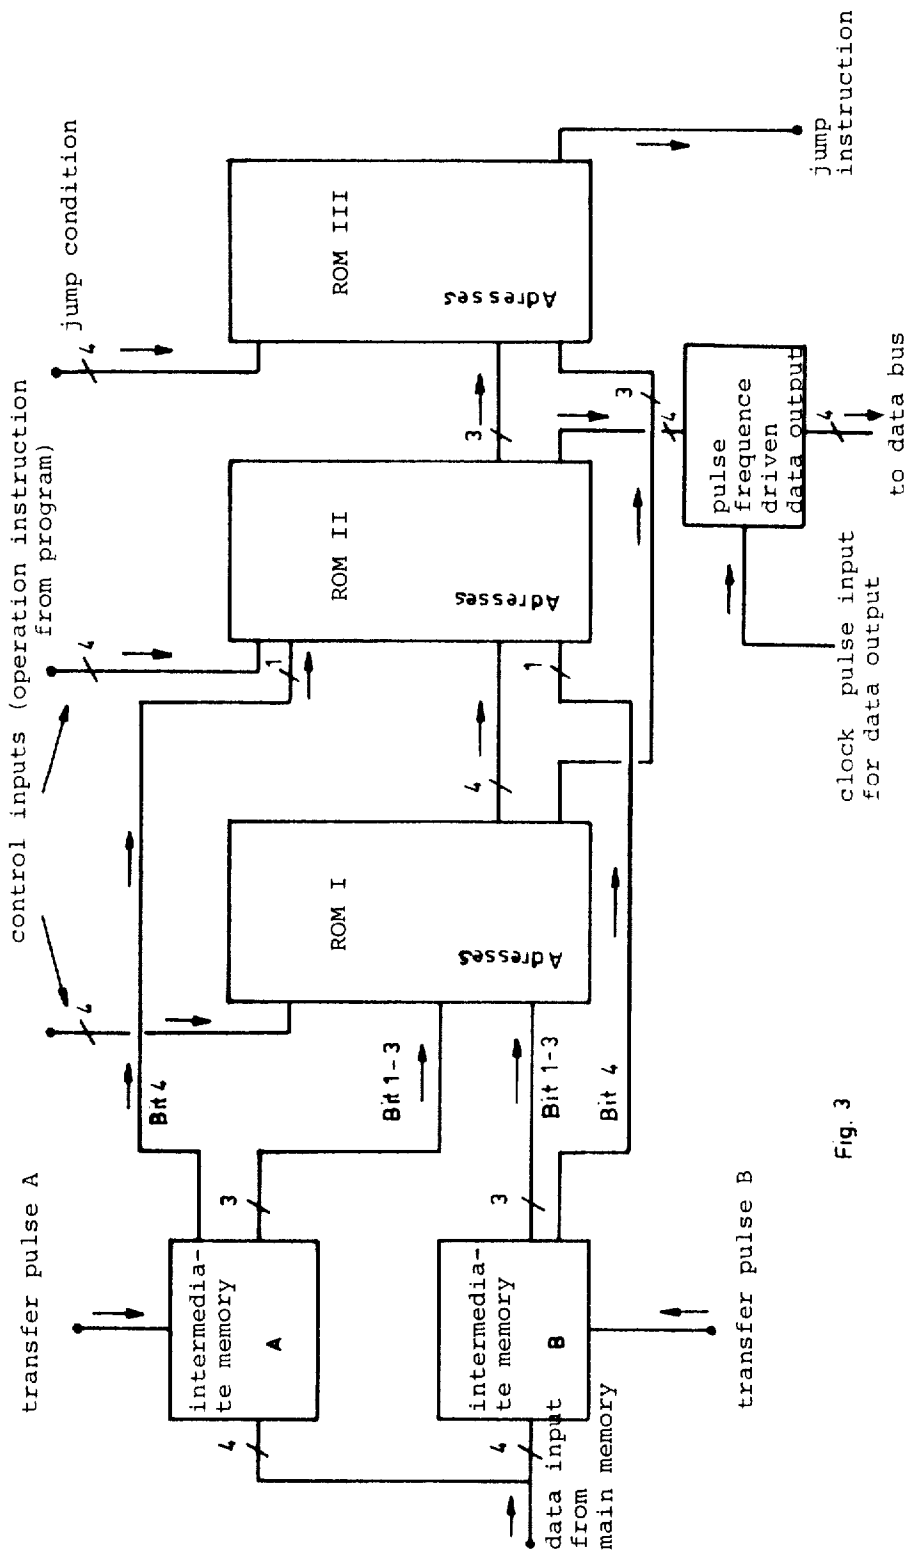 transfer pulse A
control inputs (operation instruction
from program)
jump condition
4
4
4
Bit 4
1
intermedia-
te memory
A
3
Bit 1-3
ROM I
Adresses
ROM II
Adresses
ROM III
Adresses
4
4
3
intermedia-
te memory
B
3
Bit 1-3
Bit 4
1
4
data input
from
main memory
transfer pulse B
3
4
pulse
frequence
driven
data output
4
to data bus
clock pulse input
for data output
jump
instruction
Fig. 3